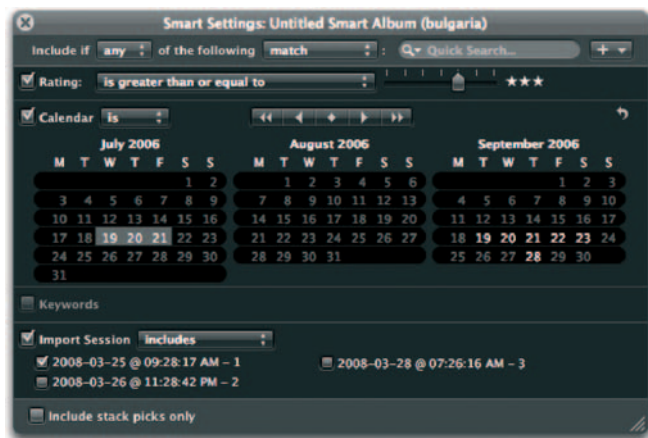 Smart Settings: Untitled Smart Album (bulgaria)
Include if any of the following match : Quick Search...
Rating: is greater than or equal to ★★★
Calendar is
July 2006 August 2006 September 2006
M T W T F S S M T W T F S S M T W T F S S
1 2 1 2 3 4 5 6 1 2 3
3 4 5 6 7 8 9 7 8 9 10 11 12 13 4 5 6 7 8 9 10
10 11 12 13 14 15 16 14 15 16 17 18 19 20 11 12 13 14 15 16 17
17 18 19 20 21 22 23 21 22 23 24 25 26 27 18 19 20 21 22 23 24
24 25 26 27 28 29 30 28 29 30 31 25 26 27 28 29 30
31
Keywords
Import Session includes
2008-03-25 @ 09:28:17 AM - 1 2008-03-28 @ 07:26:16 AM - 3
2008-03-26 @ 11:28:42 PM - 2
Include stack picks only